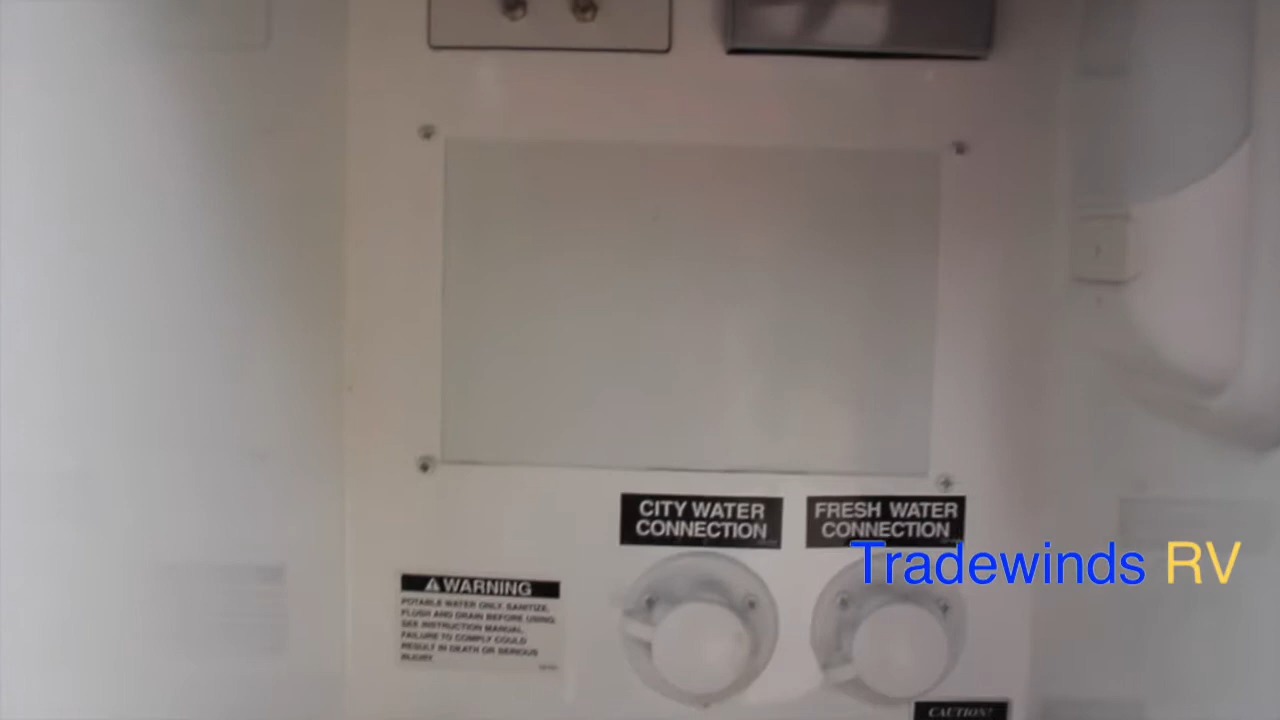 CITY WATER
CONNECTION
FRESH WATER
CONNECTION
Tradewinds RV
WARNING
POTABLE WATER ONLY. SANITIZE,
FLUSH AND DRAIN BEFORE USING.
SEE INSTRUCTION MANUAL.
FAILURE TO COMPLY COULD
RESULT IN DEATH OR SERIOUS
INJURY.
CAUTION!